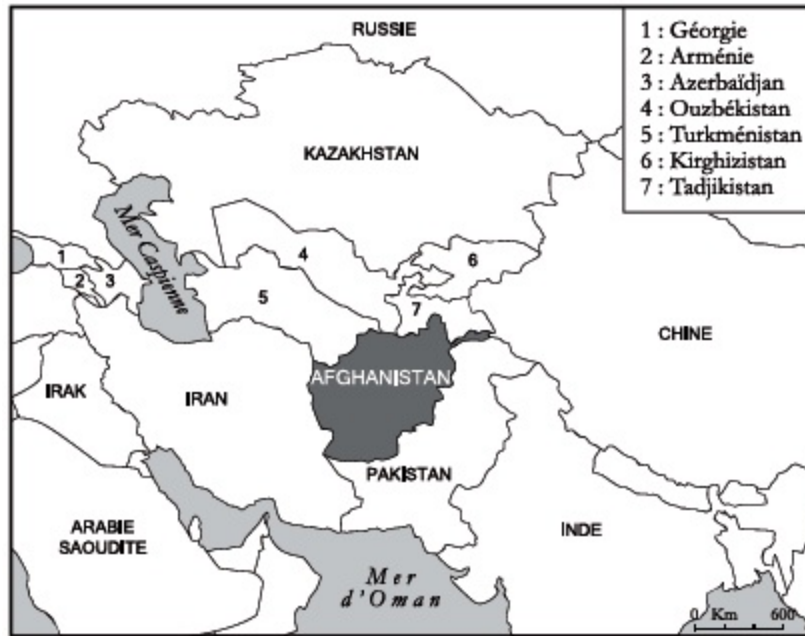 RUSSIE
1 : Géorgie
2 : Arménie
3 : Azerbaïdjan
4 : Ouzbékistan
5 : Turkménistan
6 : Kirghizistan
7 : Tadjikistan
KAZAKHSTAN
Mer Caspienne
1
2
3
4
5
6
7
CHINE
AFGHANISTAN
IRAK
IRAN
PAKISTAN
ARABIE
SAOUDITE
INDE
Mer
d'Oman
0 Km 600